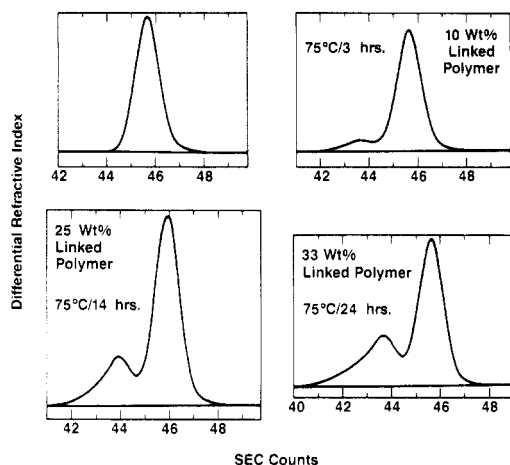 Differential Refractive Index
42 44 46 48
75°C/3 hrs.
10 Wt%
Linked
Polymer
42 44 46 48
25 Wt%
Linked
Polymer
75°C/14 hrs.
42 44 46 48
33 Wt%
Linked Polymer
75°C/24 hrs.
40 42 44 46 48
SEC Counts